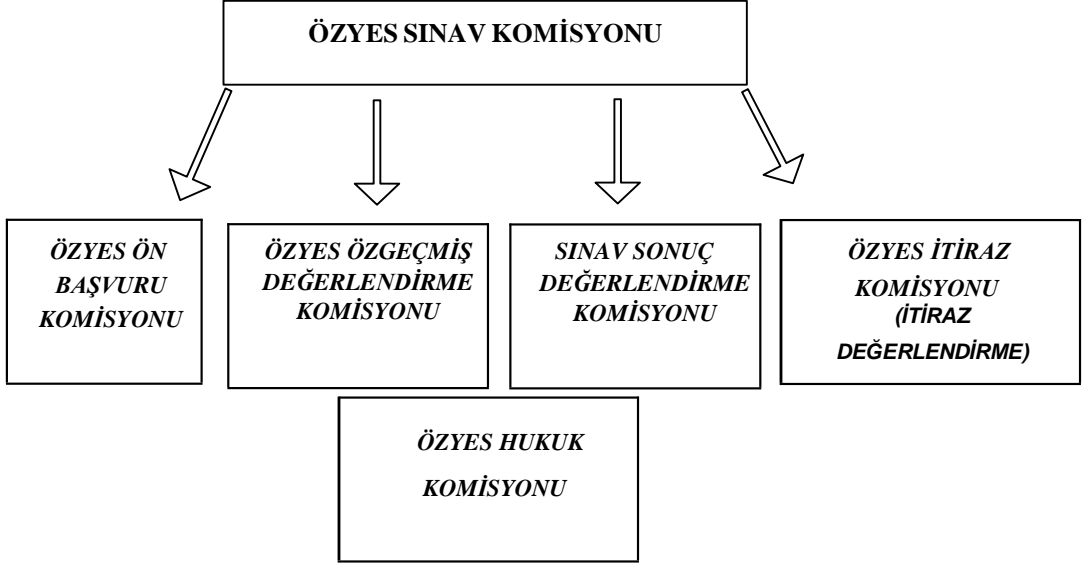 ÖZYES SINAV KOMİSYONU
ÖZYES ÖN
BAŞVURU
KOMİSYONU
ÖZYES ÖZGEÇMİŞ
DEĞERLENDİRME
KOMİSYONU
SINAV SONUÇ
DEĞERLENDİRME
KOMİSYONU
ÖZYES İTİRAZ
KOMİSYONU
(İTİRAZ
DEĞERLENDİRME)
ÖZYES HUKUK
KOMİSYONU